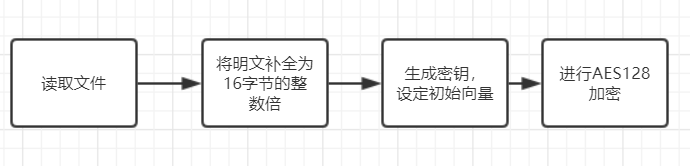 读取文件
将明文补全为
16字节的整
数倍
生成密钥，
设定初始向量
进行AES128
加密